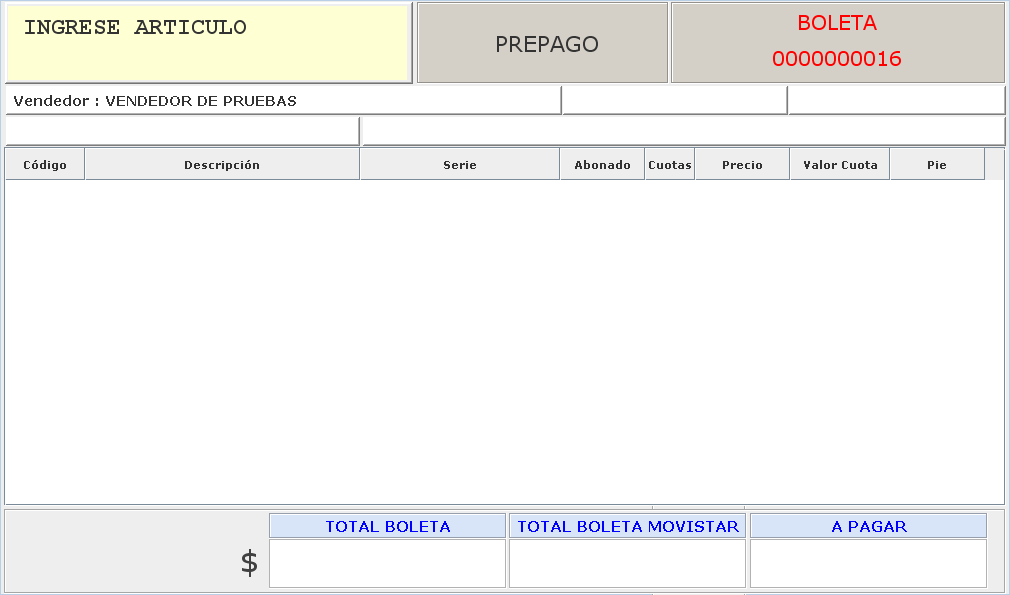 INGRESE ARTICULO
PREPAGO
BOLETA
0000000016
Vendedor : VENDEDOR DE PRUEBAS
Código Descripción Serie Abonado Cuotas Precio Valor Cuota Pie
TOTAL BOLETA TOTAL BOLETA MOVISTAR A PAGAR
$